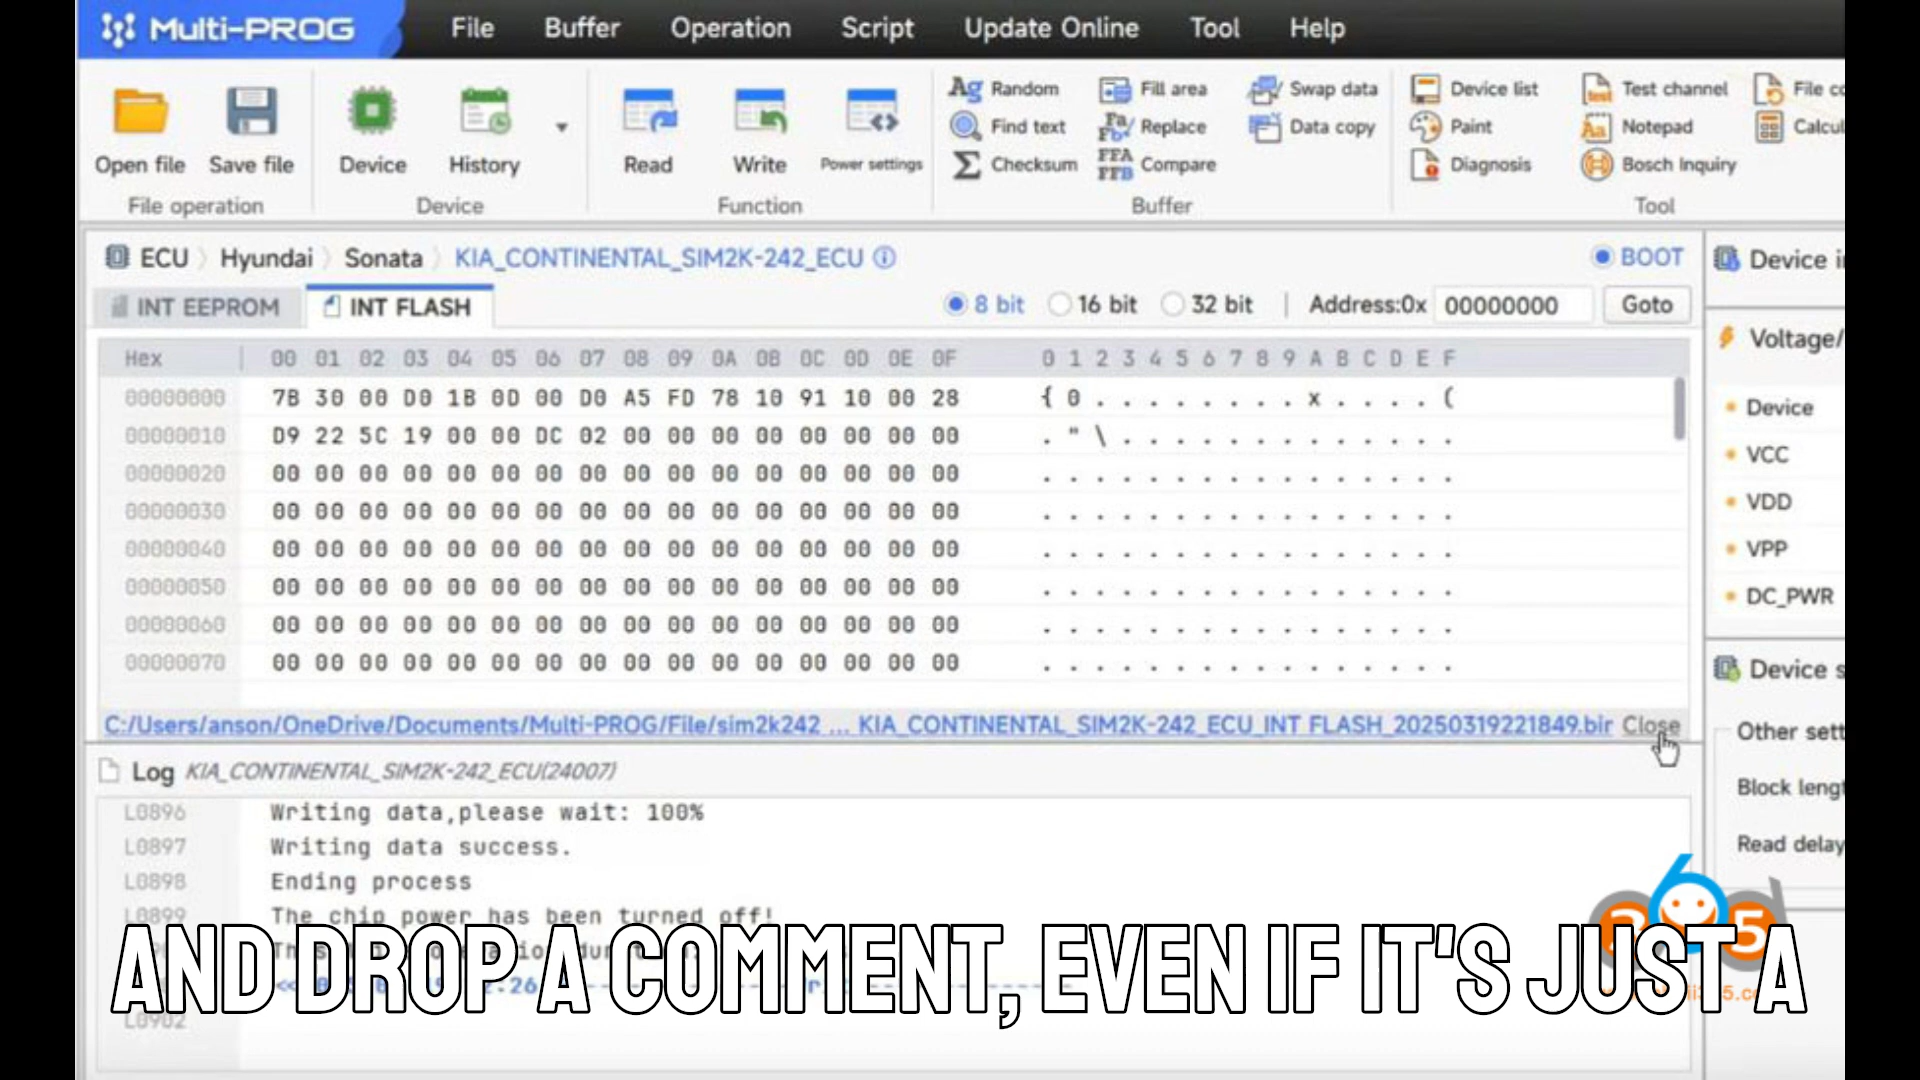 Multi-PROG
File Buffer Operation Script Update Online Tool Help
Random Fill area Swap data Device list Test channel
Find text Replace Data copy Paint Notepad
Open file Save file Device History Read Write Power settings Checksum Compare Diagnosis Bosch Inquiry
File operation Device Function Buffer Tool
ECU Hyundai Sonata KIA_CONTINENTAL_SIM2K-242_ECU BOOT Device
INT EEPROM INT FLASH 8 bit 16 bit 32 bit Address:0x 00000000 Goto
Voltage/
Hex 00 01 02 03 04 05 06 07 08 09 0A 0B 0C 0D 0E 0F 0 1 2 3 4 5 6 7 8 9 A B C D E F
00000000 7B 30 00 D0 1B 0D 00 D0 A5 FD 78 10 91 10 00 28 { 0 . . . . . . . . x . . . . (
Device
00000010 D9 22 5C 19 00 00 DC 02 00 00 00 00 00 00 00 00 . " \ . . . . . . . . . . . . .
VCC
00000020 00 00 00 00 00 00 00 00 00 00 00 00 00 00 00 00 . . . . . . . . . . . . . . . .
VDD
00000030 00 00 00 00 00 00 00 00 00 00 00 00 00 00 00 00 . . . . . . . . . . . . . . . .
00000040 00 00 00 00 00 00 00 00 00 00 00 00 00 00 00 00 . . . . . . . . . . . . . . . .
VPP
00000050 00 00 00 00 00 00 00 00 00 00 00 00 00 00 00 00 . . . . . . . . . . . . . . . .
DC_PWR
00000060 00 00 00 00 00 00 00 00 00 00 00 00 00 00 00 00 . . . . . . . . . . . . . . . .
00000070 00 00 00 00 00 00 00 00 00 00 00 00 00 00 00 00 . . . . . . . . . . . . . . . .
Device s
C:/Users/anson/OneDrive/Documents/Multi-PROG/File/sim2k242 ... KIA_CONTINENTAL_SIM2K-242_ECU_INT FLASH_20250319221849.bin Close
Other sett
Log KIA_CONTINENTAL_SIM2K-242_ECU(24007)
Block leng
L0896 Writing data,please wait: 100%
L0897 Writing data success.
Read delay
L0898 Ending process
L0899 The chip power has been turned off!
365
AND DROP A COMMENT, EVEN IF IT'S JUST A
L0902